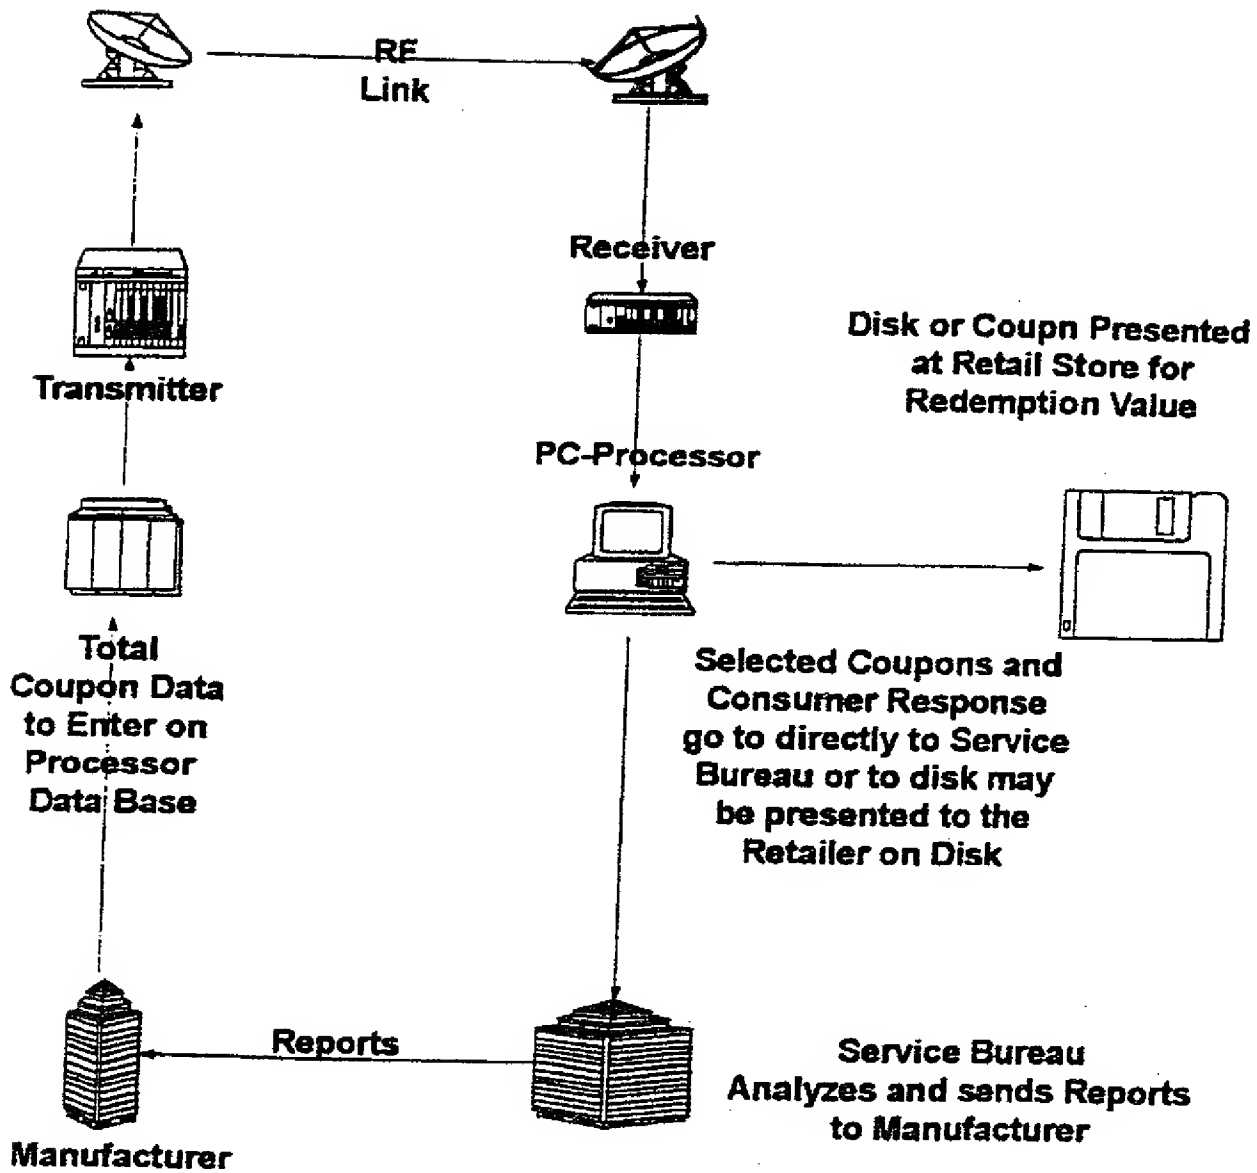 RF
Link
Receiver
Disk or Coupn Presented
at Retail Store for
Redemption Value
Transmitter
PC-Processor
Total
Coupon Data
to Enter on
Processor
Data Base
Selected Coupons and
Consumer Response
go to directly to Service
Bureau or to disk may
be presented to the
Retailer on Disk
Reports
Service Bureau
Analyzes and sends Reports
to Manufacturer
Manufacturer